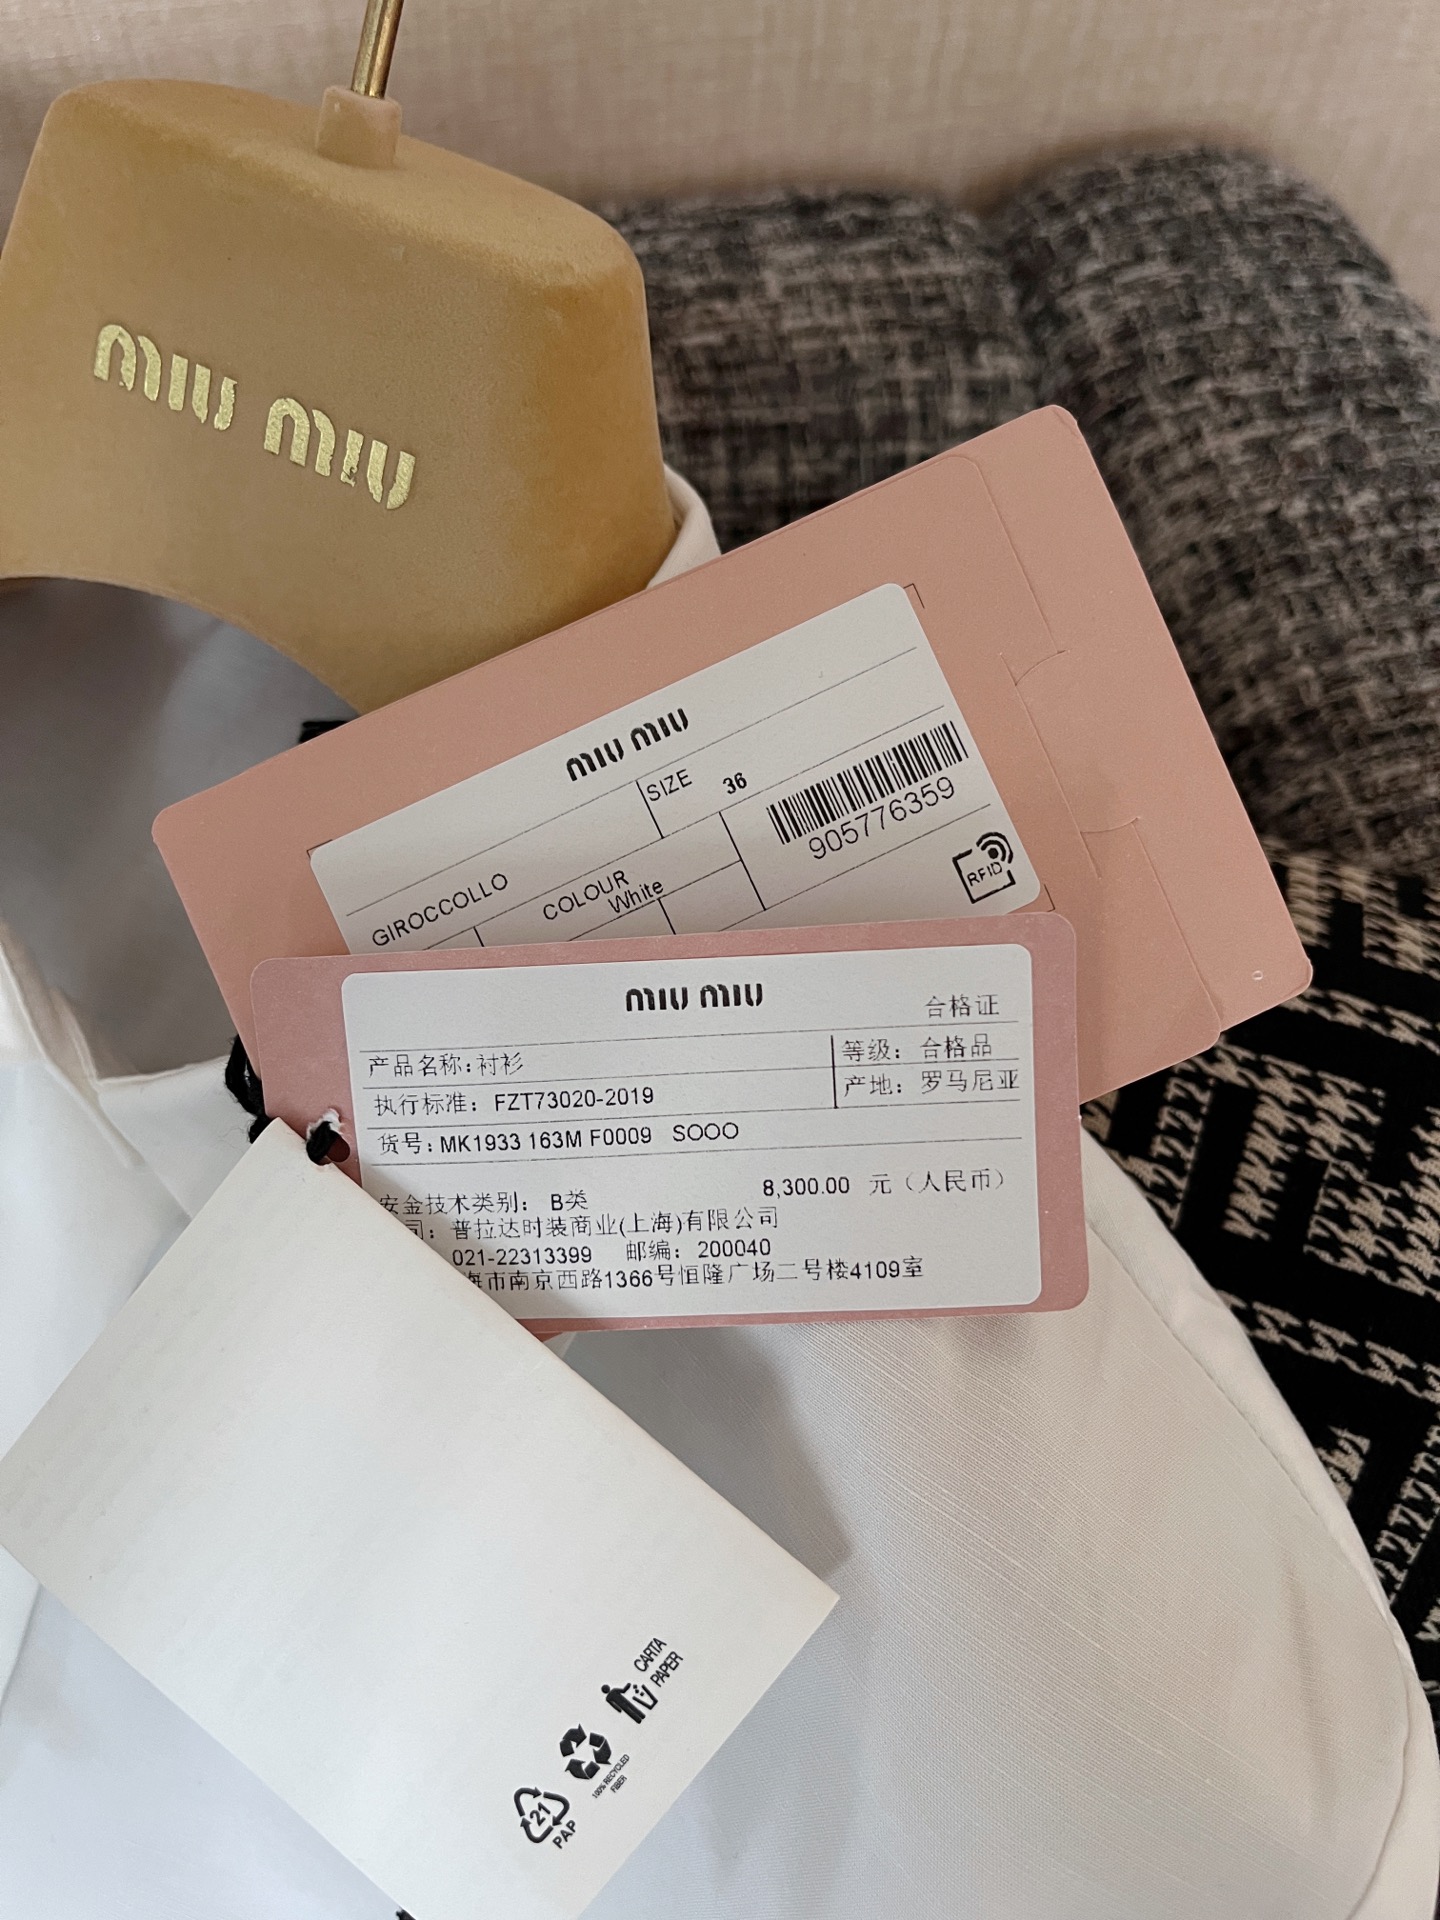 MIU MIU
MIU MIU
SIZE 36
GIROCCOLLO
COLOUR
White
905776359
RFID
MIU MIU
合格证
产品名称:衬衫
等级: 合格品
执行标准: FZT73020-2019
产地: 罗马尼亚
货号: MK1933 163M F0009 SOOO
安全技术类别: B类
8,300.00 元（人民币）
司: 普拉达时装商业(上海)有限公司
021-22313399 邮编: 200040
海市南京西路1366号恒隆广场二号楼4109室
CARTA
PAPER
100% RECYCLED
FIBER
21
PAP